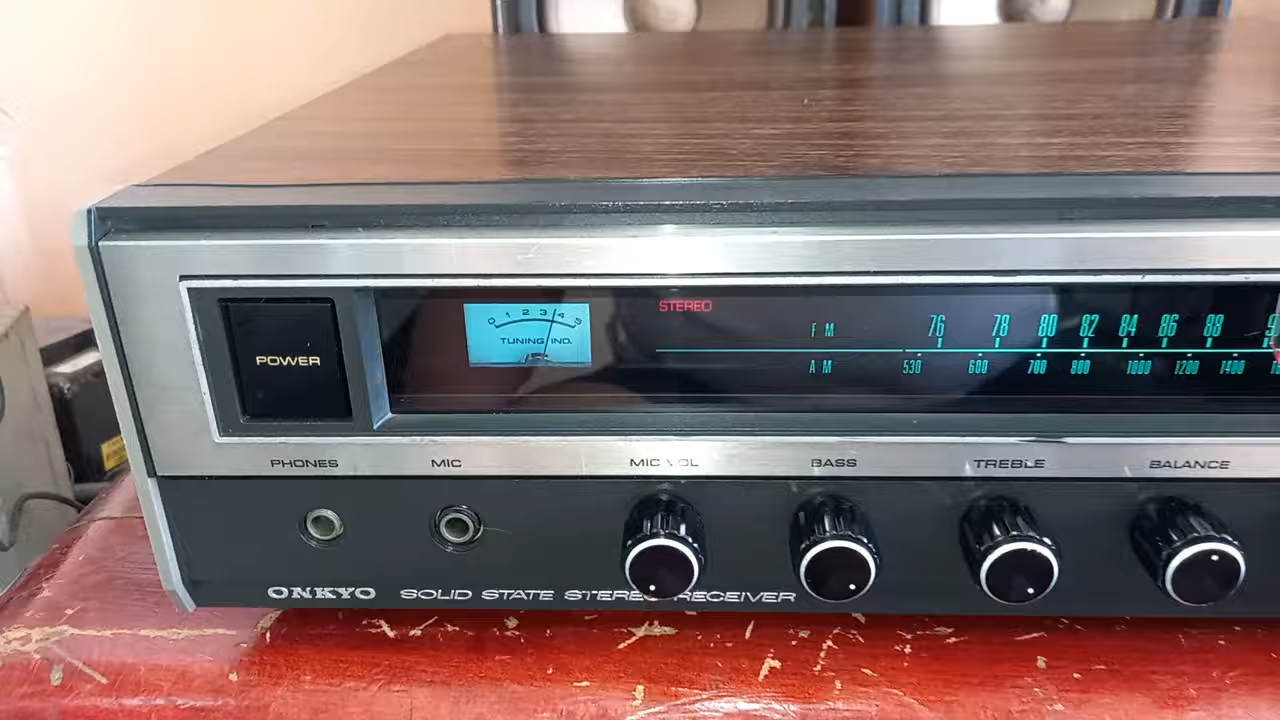 0 1 2 3 4 5
TUNING IND.
STEREO
POWER
FM 76 78 80 82 84 86 88
AM 530 600 700 800 1000 1200 1400
PHONES MIC MIC VOL BASS TREBLE BALANCE
ONKYO SOLID STATE STEREO RECEIVER